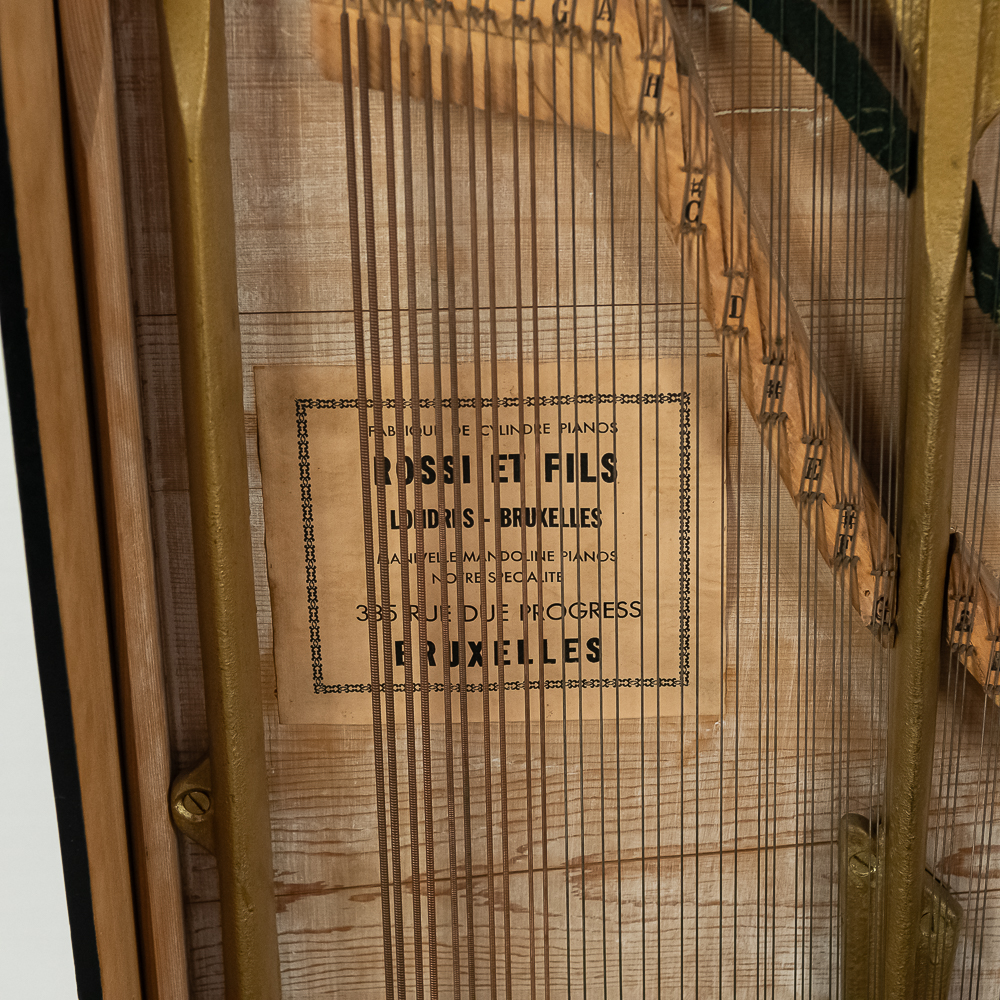 G A
H
#
C
D
#
E
#
F
G
A
FABRIQUE DE CYLINDRE PIANOS
ROSSI ET FILS
LONDRES - BRUXELLES
MANIVELLE MANDOLINE PIANOS
NOTRE SPECIALITE
335 RUE DUE PROGRESS
BRUXELLES